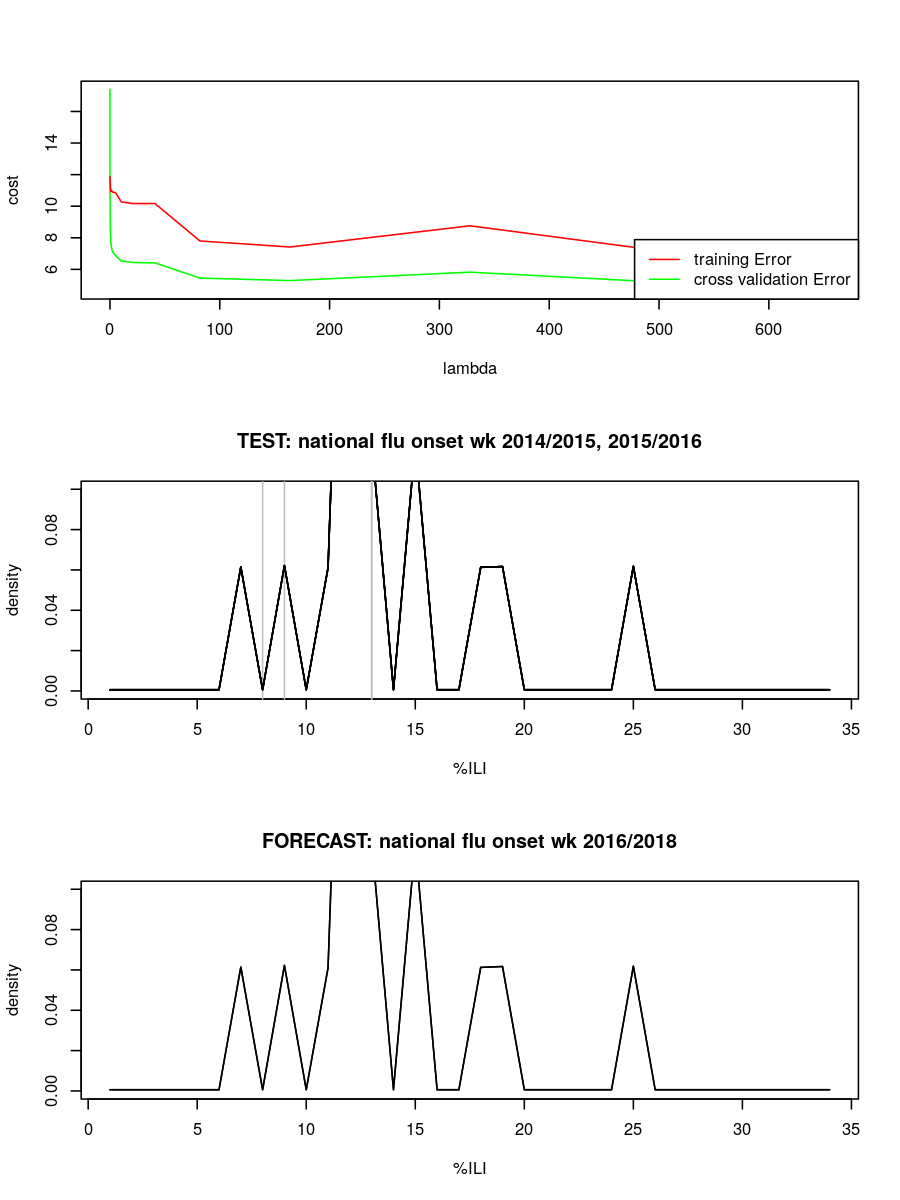 cost
14
10
8
6
training Error
cross validation Error
0 100 200 300 400 500 600
lambda
TEST: national flu onset wk 2014/2015, 2015/2016
density
0.08
0.04
0.00
0 5 10 15 20 25 30 35
%ILI
FORECAST: national flu onset wk 2016/2018
density
0.08
0.04
0.00
0 5 10 15 20 25 30 35
%ILI